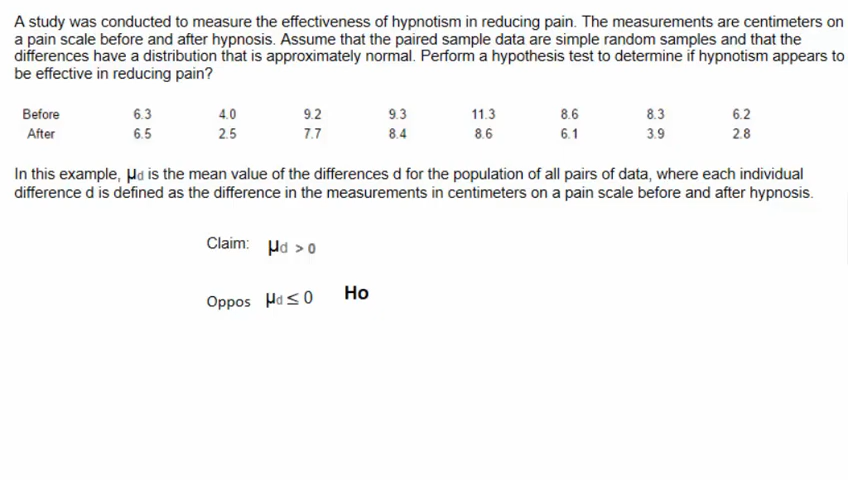 A study was conducted to measure the effectiveness of hypnotism in reducing pain. The measurements are centimeters on
a pain scale before and after hypnosis. Assume that the paired sample data are simple random samples and that the
differences have a distribution that is approximately normal. Perform a hypothesis test to determine if hypnotism appears to
be effective in reducing pain?
Before 6.3 4.0 9.2 9.3 11.3 8.6 8.3 6.2
After 6.5 2.5 7.7 8.4 8.6 6.1 3.9 2.8
In this example, μd is the mean value of the differences d for the population of all pairs of data, where each individual
difference d is defined as the difference in the measurements in centimeters on a pain scale before and after hypnosis.
Claim: μd > 0
Oppos μd ≤ 0 Ho